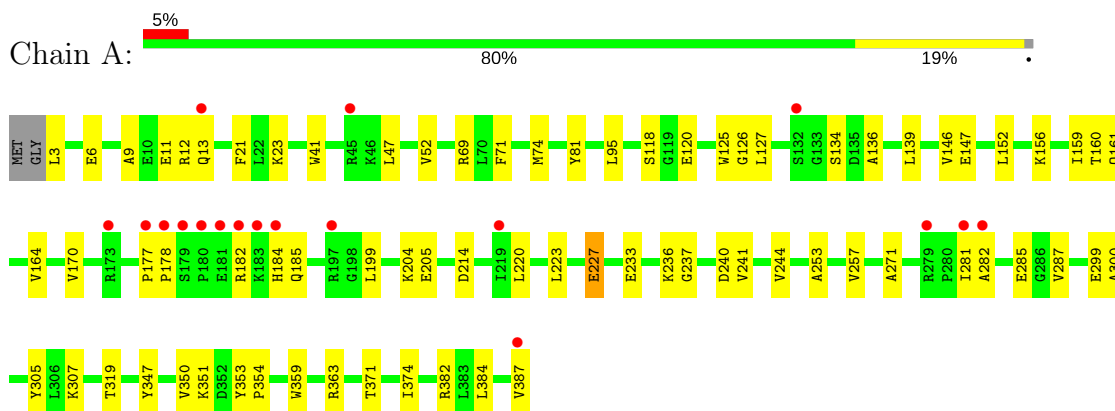 5%
Chain A:
80% 19% •
MET GLY L3 E6 A9 E10 E11 R12 Q13 F21 L22 K23 W41 R45 K46 L47 V52 R69 L70 F71 M74 Y81 L95 S118 G119 E120 W125 G126 L127 S132 G133 S134 D135 A136 L139 V146 E147 L152 K156 I159 T160
V164 V170 R173 P177 P178 S179 P180 E181 R182 K183 H184 Q185 R197 G198 L199 K204 E205 D214 I219 L220 L223 E227 E233 K236 G237 D240 V241 V244 A253 V257 A271 R279 P280 I281 A282 E285 G286 V287 E299 A300
Y305 L306 K307 T319 Y347 V350 K351 D352 Y353 P354 W359 R363 T371 I374 R382 L383 L384 V387